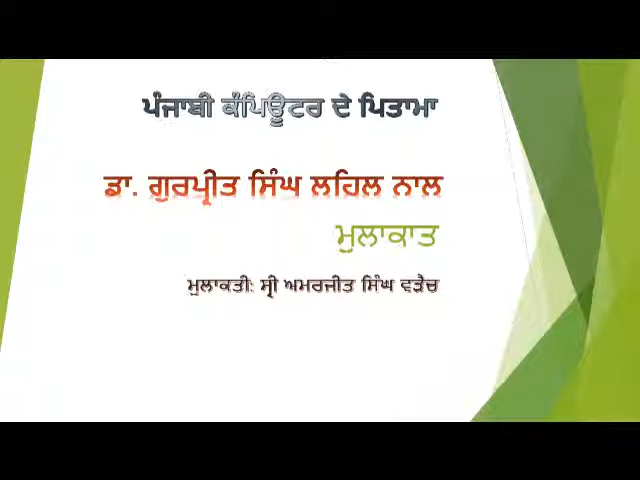 ਪੰਜਾਬੀ ਕੰਪਿਊਟਰ ਦੇ ਪਿਤਾਮਾ
ਡਾ. ਗੁਰਪ੍ਰੀਤ ਸਿੰਘ ਲਹਿਲ ਨਾਲ
ਮੁਲਾਕਾਤ
ਮੁਲਾਕਤੀ: ਸ੍ਰੀ ਅਮਰਜੀਤ ਸਿੰਘ ਵੜੈਚ